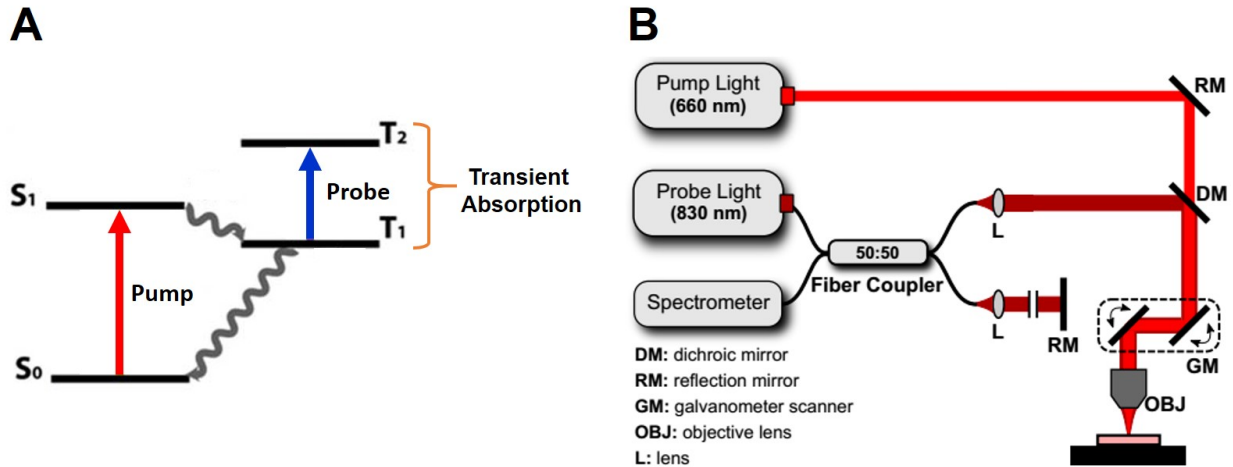 A
T₂
S₁
Probe
Transient
Absorption
T₁
Pump
S₀
B
Pump Light
(660 nm)
RM
Probe Light
(830 nm)
DM
L
50:50
Fiber Coupler
Spectrometer
L
RM
GM
OBJ
DM: dichroic mirror
RM: reflection mirror
GM: galvanometer scanner
OBJ: objective lens
L: lens